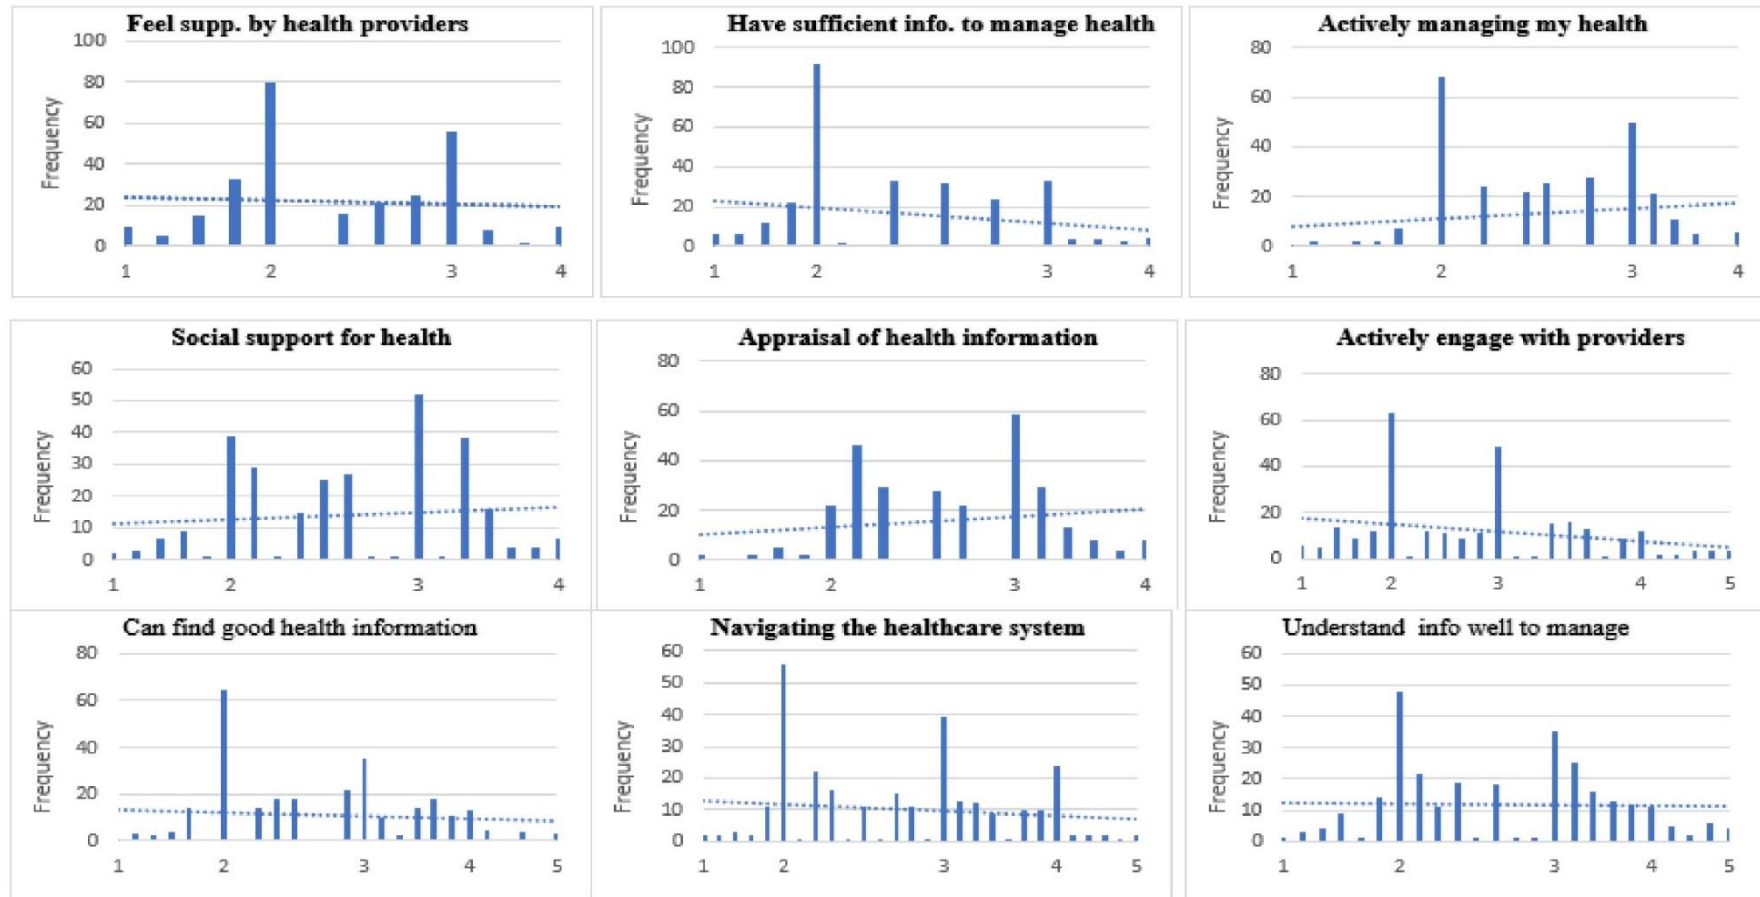 Feel supp. by health providers
100
80
60
40
20
0
Frequency
1 2 3 4
Have sufficient info. to manage health
100
80
60
40
20
0
Frequency
1 2 3 4
Actively managing my health
80
60
40
20
0
Frequency
1 2 3 4
Social support for health
60
50
40
30
20
10
0
Frequency
1 2 3 4
Appraisal of health information
80
60
40
20
0
Frequency
1 2 3 4
Actively engage with providers
80
60
40
20
0
Frequency
1 2 3 4 5
Can find good health information
80
60
40
20
0
Frequency
1 2 3 4 5
Navigating the healthcare system
60
50
40
30
20
10
0
Frequency
1 2 3 4 5
Understand info well to manage
60
50
40
30
20
10
0
Frequency
1 2 3 4 5